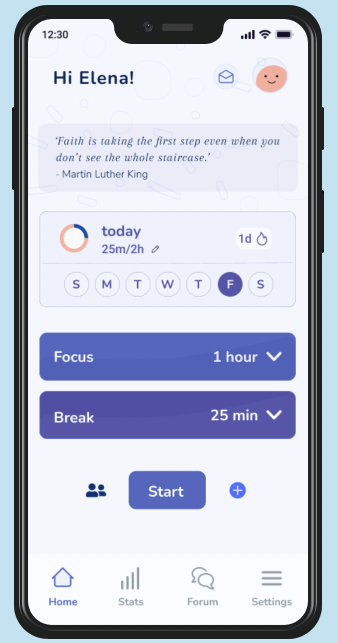 12:30
Hi Elena!
'Faith is taking the first step even when you
don't see the whole staircase.'
- Martin Luther King
today
25m/2h
1d
S M T W T F S
Focus 1 hour
Break 25 min
Start
Home Stats Forum Settings